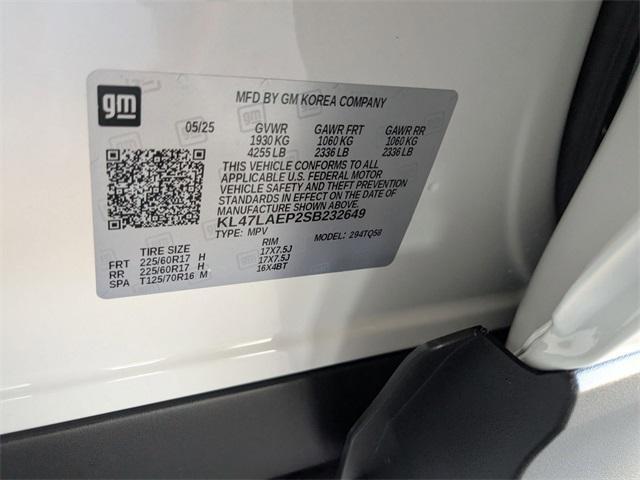 gm
MFD BY GM KOREA COMPANY
05/25 GVWR GAWR FRT GAWR RR
1930 KG 1060 KG 1060 KG
4255 LB 2336 LB 2336 LB
THIS VEHICLE CONFORMS TO ALL
APPLICABLE U.S. FEDERAL MOTOR
VEHICLE SAFETY AND THEFT PREVENTION
STANDARDS IN EFFECT ON THE DATE OF
KL47LAEP2SB232649
TYPE: MPV MODEL: 294TQ58
TIRE SIZE RIM
FRT 225/60R17 H 17X7.5J
RR 225/60R17 H 17X7.5J
SPA T125/70R16 M 16X4BT